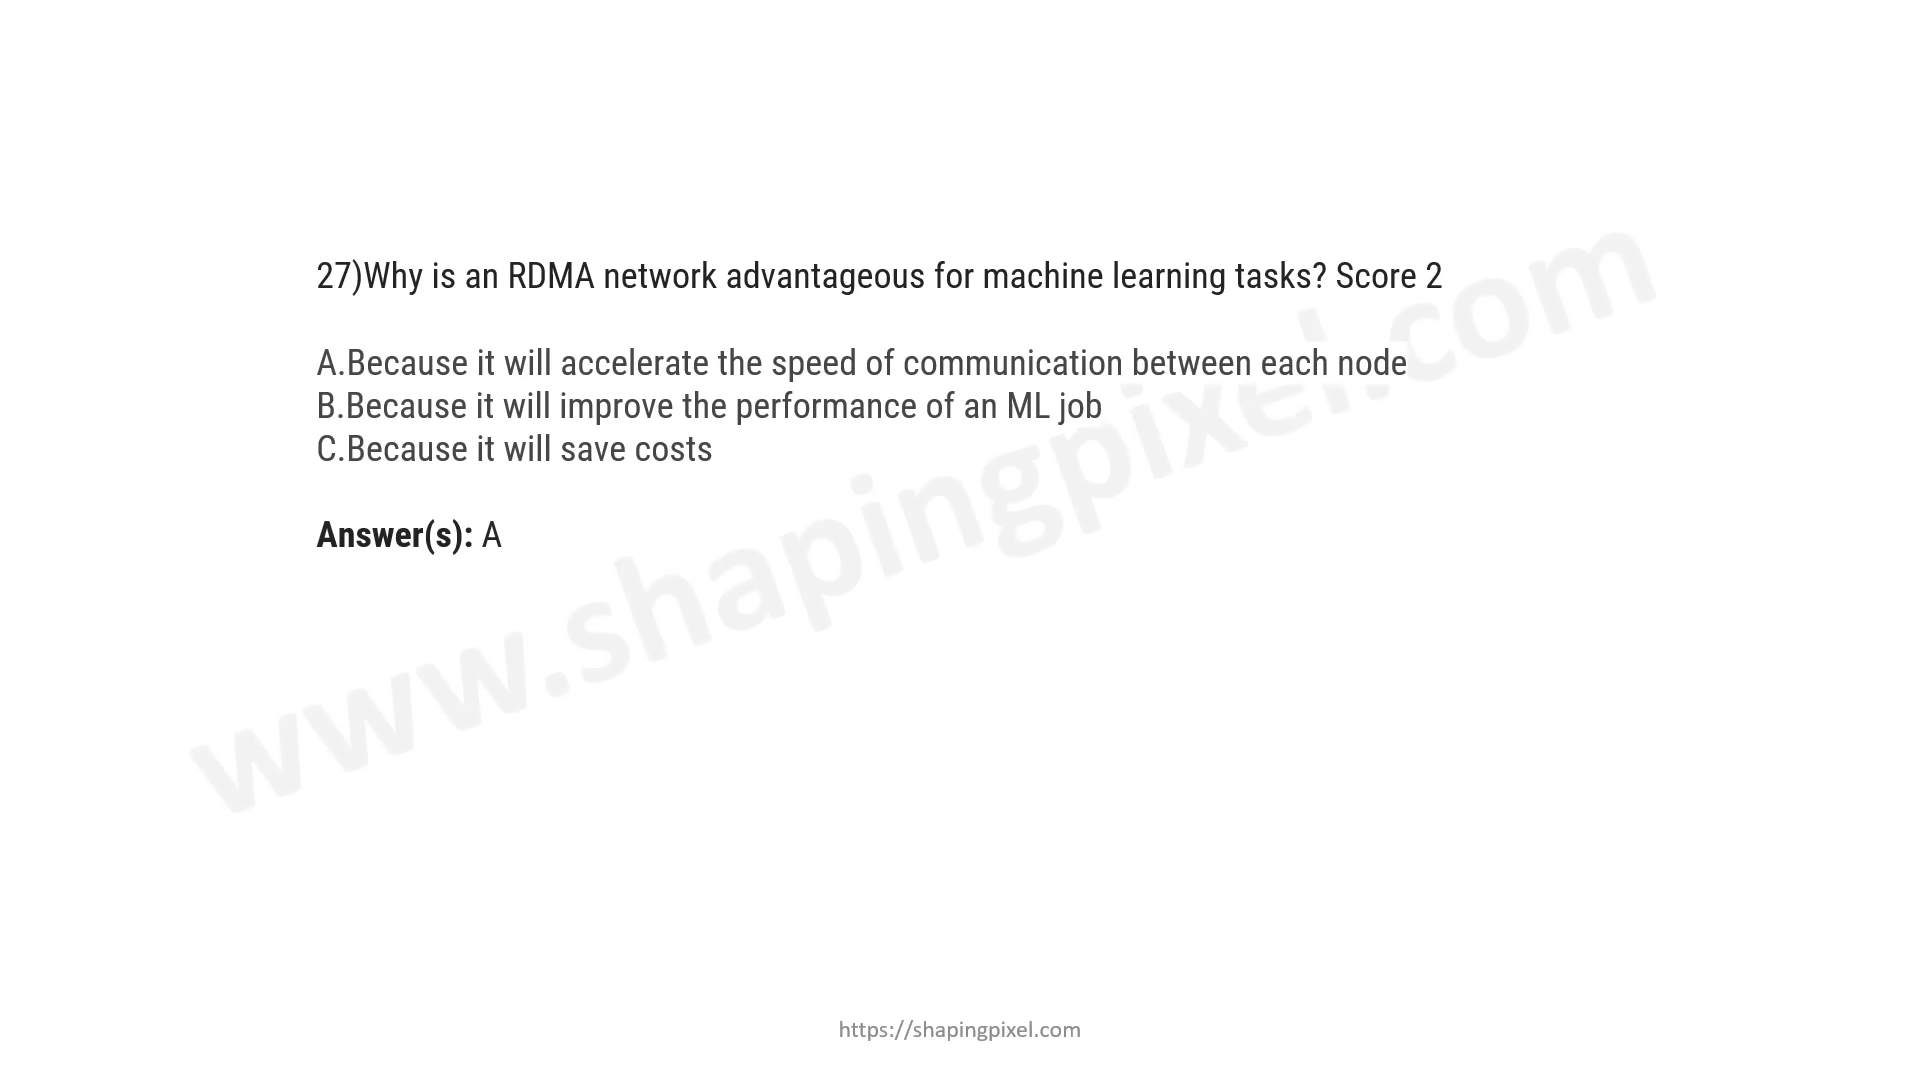 27)Why is an RDMA network advantageous for machine learning tasks? Score 2
A.Because it will accelerate the speed of communication between each node
B.Because it will improve the performance of an ML job
C.Because it will save costs
Answer(s): A
www.shapingpixel.com
https://shapingpixel.com